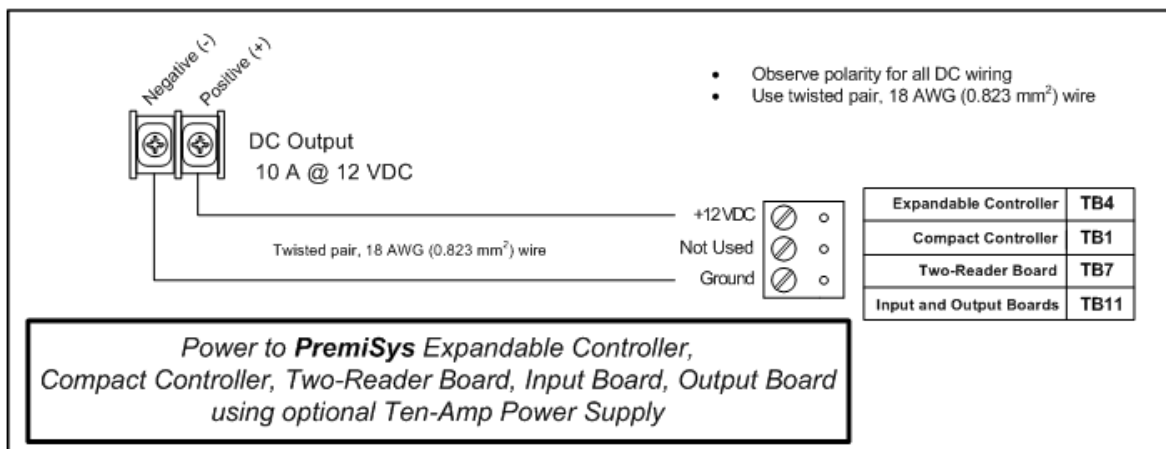 Negative (-)
Positive (+)
DC Output
10 A @ 12 VDC
• Observe polarity for all DC wiring
• Use twisted pair, 18 AWG (0.823 mm²) wire
+12VDC
Not Used
Ground
Twisted pair, 18 AWG (0.823 mm²) wire
Expandable Controller TB4
Compact Controller TB1
Two-Reader Board TB7
Input and Output Boards TB11
Power to PremiSys Expandable Controller,
Compact Controller, Two-Reader Board, Input Board, Output Board
using optional Ten-Amp Power Supply